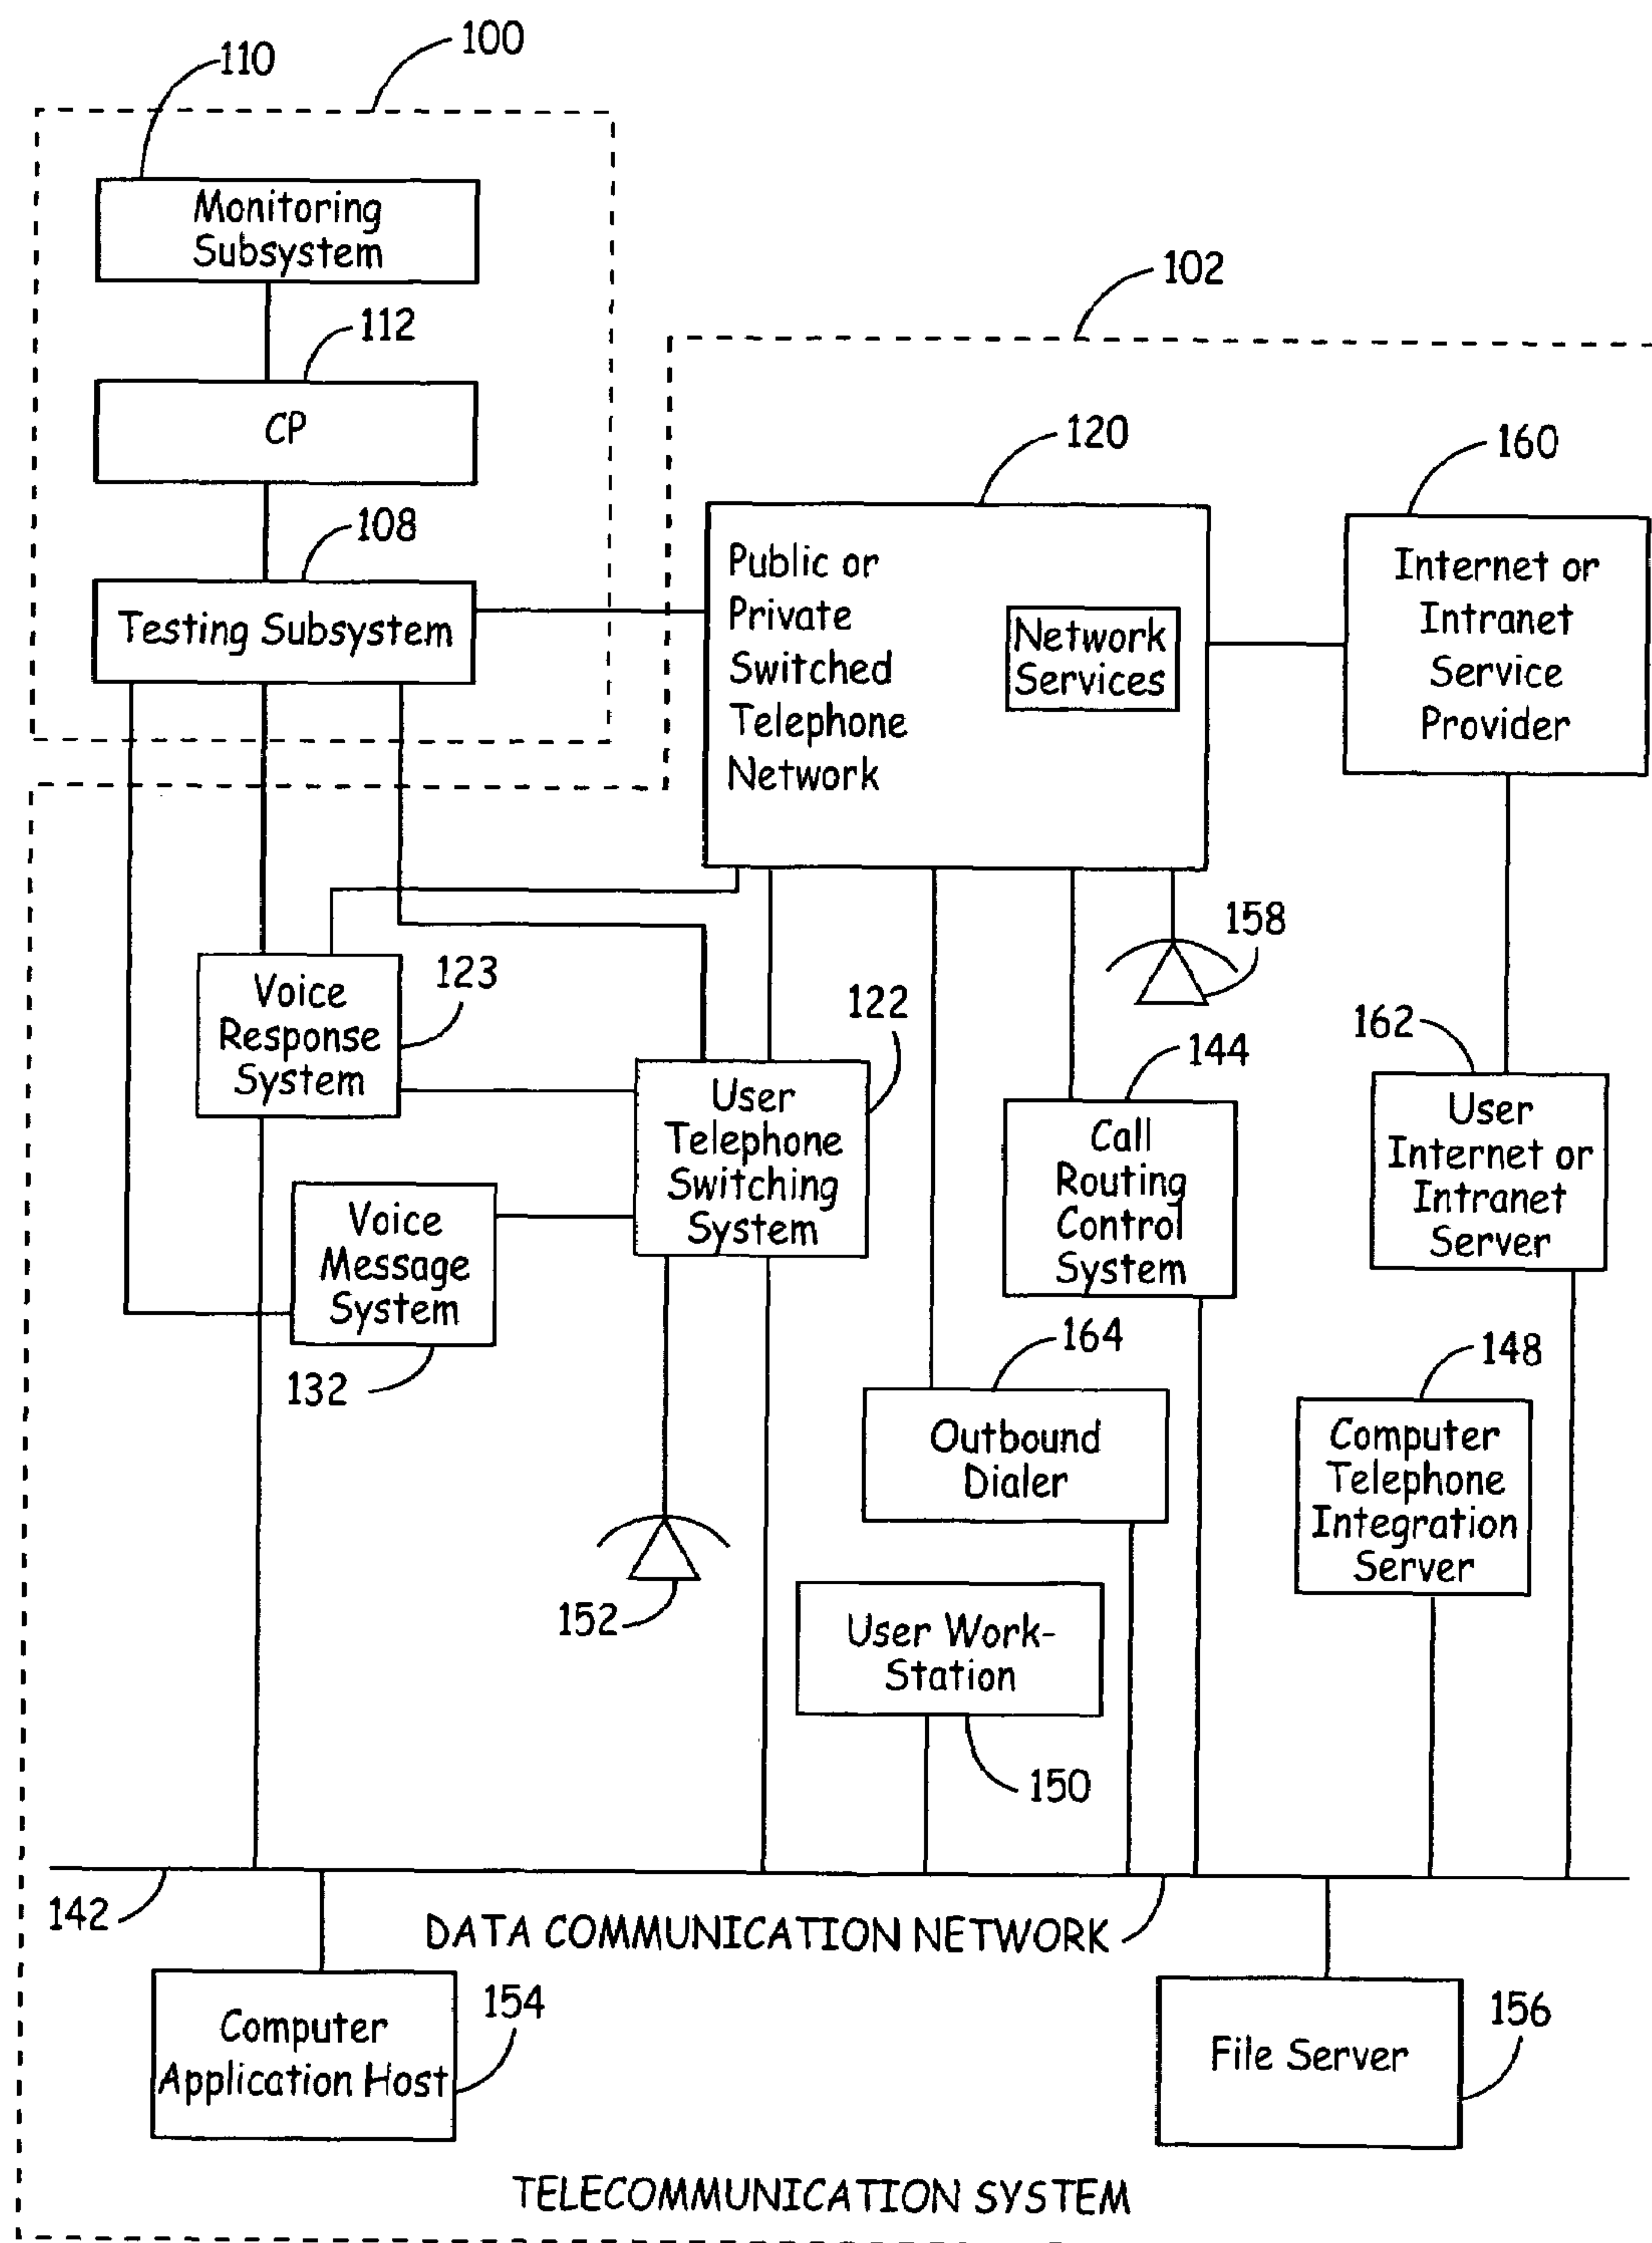 100
110
Monitoring
Subsystem
102
112
CP
120
160
108
Testing Subsystem
Public or
Private
Switched
Telephone
Network
Network
Services
Internet or
Intranet
Service
Provider
158
123
Voice
Response
System
122
162
144
User
Telephone
Switching
System
Call
Routing
Control
System
User
Internet or
Intranet
Server
Voice
Message
System
132
164
148
Outbound
Dialer
Computer
Telephone
Integration
Server
152
User Work-
Station
150
142
DATA COMMUNICATION NETWORK
154
Computer
Application Host
156
File Server
TELECOMMUNICATION SYSTEM